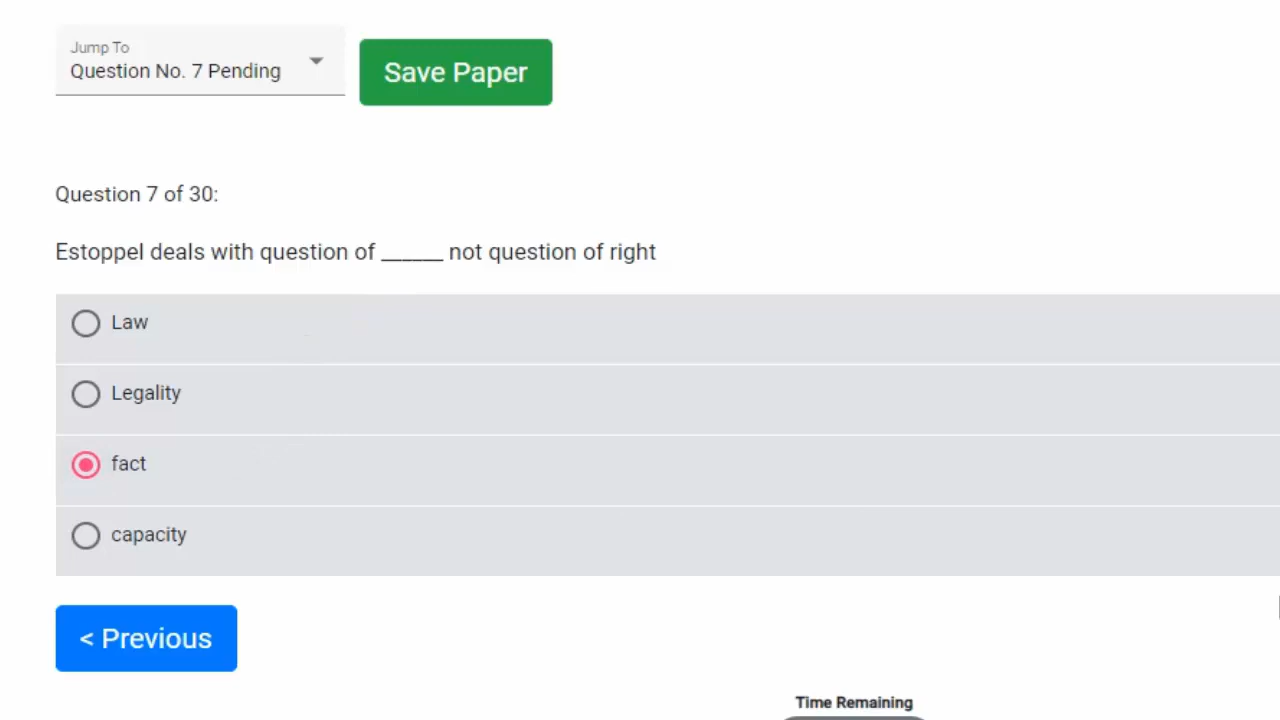 Jump To
Question No. 7 Pending
Save Paper
Question 7 of 30:
Estoppel deals with question of ______ not question of right
Law
Legality
fact
capacity
< Previous
Time Remaining